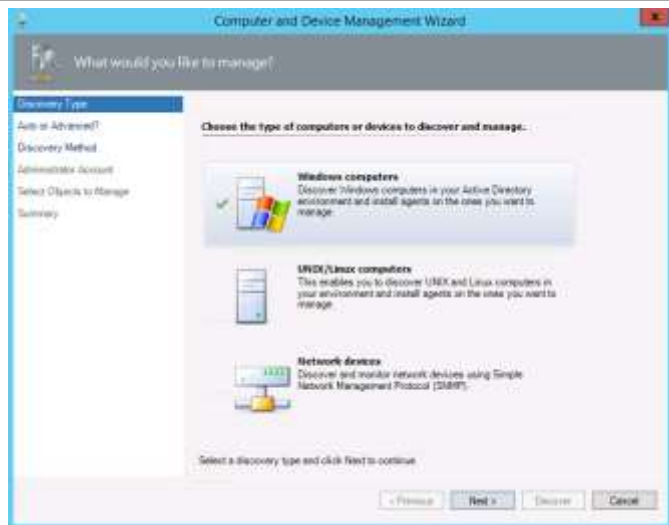 Computer and Device Management Wizard
What would you like to manage?
Discovery Type
Auto or Advanced?
Discovery Method
Administrator Account
Select Objects to Manage
Summary
Choose the type of computers or devices to discover and manage.
Windows computers
Discover Windows computers in your Active Directory
environment and install agents on the ones you want to
manage.
UNIX/Linux computers
This enables you to discover UNIX and Linux computers in
your environment and install agents on the ones you want to
manage.
Network devices
Discover and monitor network devices using Simple
Network Management Protocol (SNMP).
Select a discovery type and click Next to continue
< Previous
Next >
Discover
Cancel